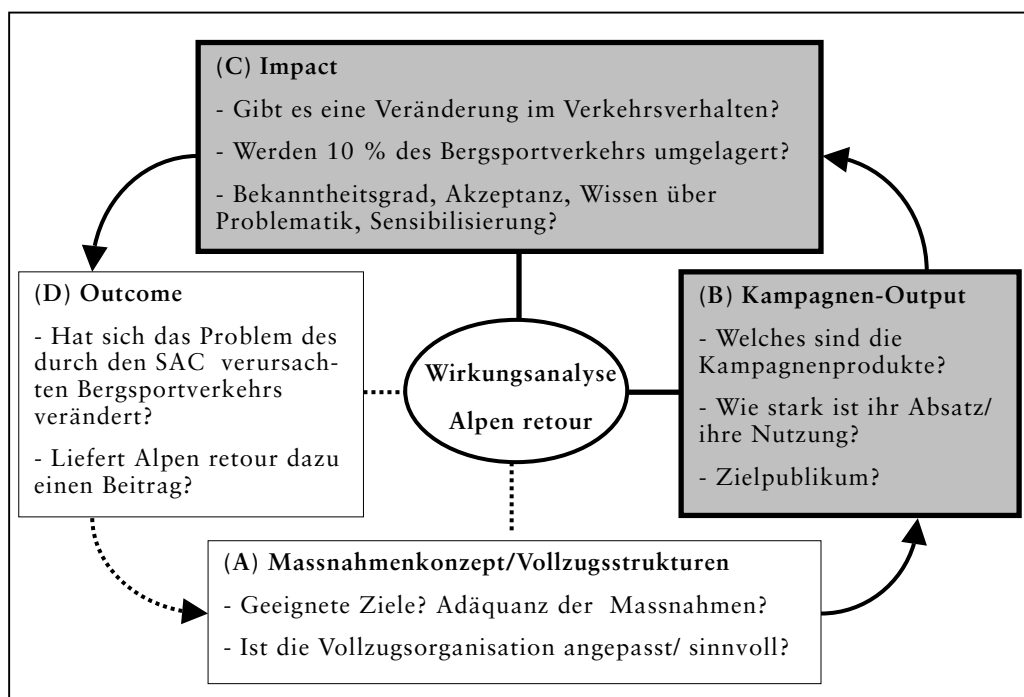 (C) Impact
- Gibt es eine Veränderung im Verkehrsverhalten?
- Werden 10 % des Bergsportverkehrs umgelagert?
- Bekanntheitsgrad, Akzeptanz, Wissen über
Problematik, Sensibilisierung?
(D) Outcome
- Hat sich das Problem des
durch den SAC verursach-
ten Bergsportverkehrs
verändert?
- Liefert Alpen retour dazu
einen Beitrag?
Wirkungsanalyse
Alpen retour
(B) Kampagnen-Output
- Welches sind die
Kampagnenprodukte?
- Wie stark ist ihr Absatz/
ihre Nutzung?
- Zielpublikum?
(A) Massnahmenkonzept/Vollzugsstrukturen
- Geeignete Ziele? Adäquanz der Massnahmen?
- Ist die Vollzugsorganisation angepasst/ sinnvoll?